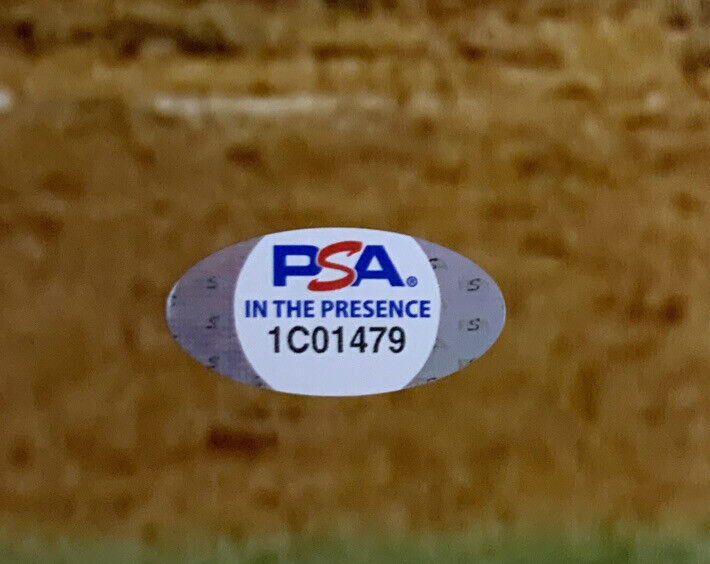 PSA®
IN THE PRESENCE
1C01479